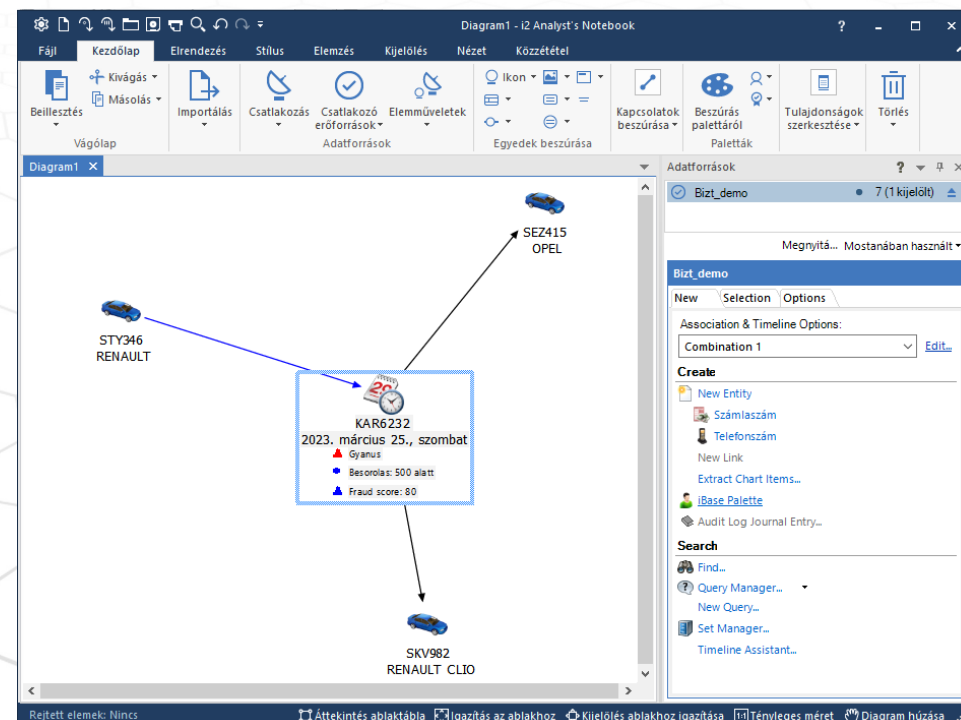 Diagram1 - i2 Analyst's Notebook
Fájl Kezdőlap Elrendezés Stílus Elemzés Kijelölés Nézet Közzététel
Beillesztés
Kivágás
Másolás
Vágólap
Importálás
Csatlakozás
Csatlakozó erőforrások
Elemműveletek
Adatforrások
Ikon
Egyedek beszúrása
Kapcsolatok beszúrása
Beszúrás palettáról
Paletták
Tulajdonságok szerkesztése
Törlés
Diagram1
SEZ415
OPEL
STY346
RENAULT
KAR6232
2023. március 25., szombat
Gyanus
Besorolas: 500 alatt
Fraud score: 80
SKV982
RENAULT CLIO
Adatforrások
Bizt_demo 7 (1 kijelölt)
Megnyitá... Mostanában használt
Bizt_demo
New Selection Options
Association & Timeline Options:
Combination 1 Edit...
Create
New Entity
Számlaszám
Telefonszám
New Link
Extract Chart Items...
iBase Palette
Audit Log Journal Entry...
Search
Find...
Query Manager...
New Query...
Set Manager...
Timeline Assistant...
Rejtett elemek: Nincs Áttekintés ablaktábla Igazítás az ablakhoz Kijelölés ablakhoz igazítása Tényleges méret Diagram húzása